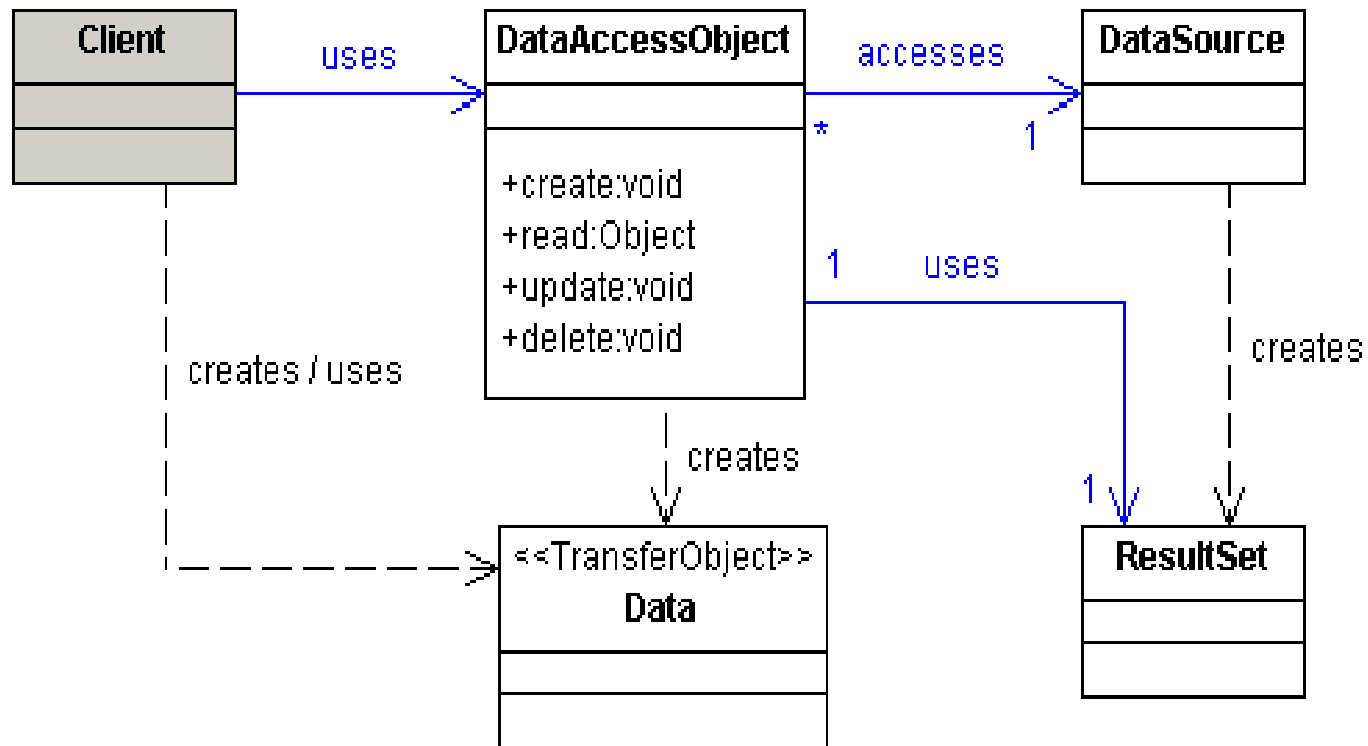 Client
uses
DataAccessObject
accesses
DataSource
*
1
+create:void
+read:Object
+update:void
+delete:void
1
uses
creates / uses
creates
creates
1
<<TransferObject>>
Data
ResultSet